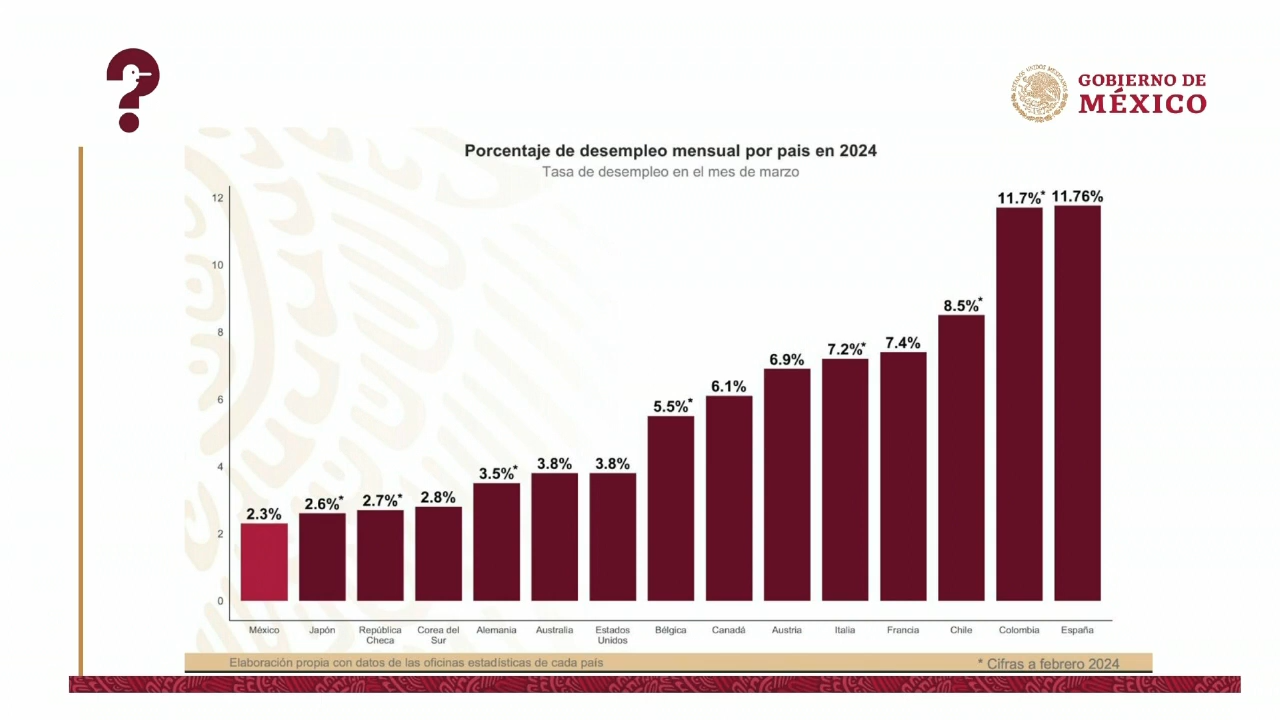 GOBIERNO DE
MÉXICO
Porcentaje de desempleo mensual por pais en 2024
Tasa de desempleo en el mes de marzo
12
10
8
6
4
2
0
2.3%
2.6%*
2.7%*
2.8%
3.5%*
3.8%
3.8%
5.5%*
6.1%
6.9%
7.2%*
7.4%
8.5%*
11.7%*
11.76%
México
Japón
República
Checa
Corea del
Sur
Alemania
Australia
Estados
Unidos
Bélgica
Canadá
Austria
Italia
Francia
Chile
Colombia
España
Elaboración propia con datos de las oficinas estadísticas de cada país
* Cifras a febrero 2024